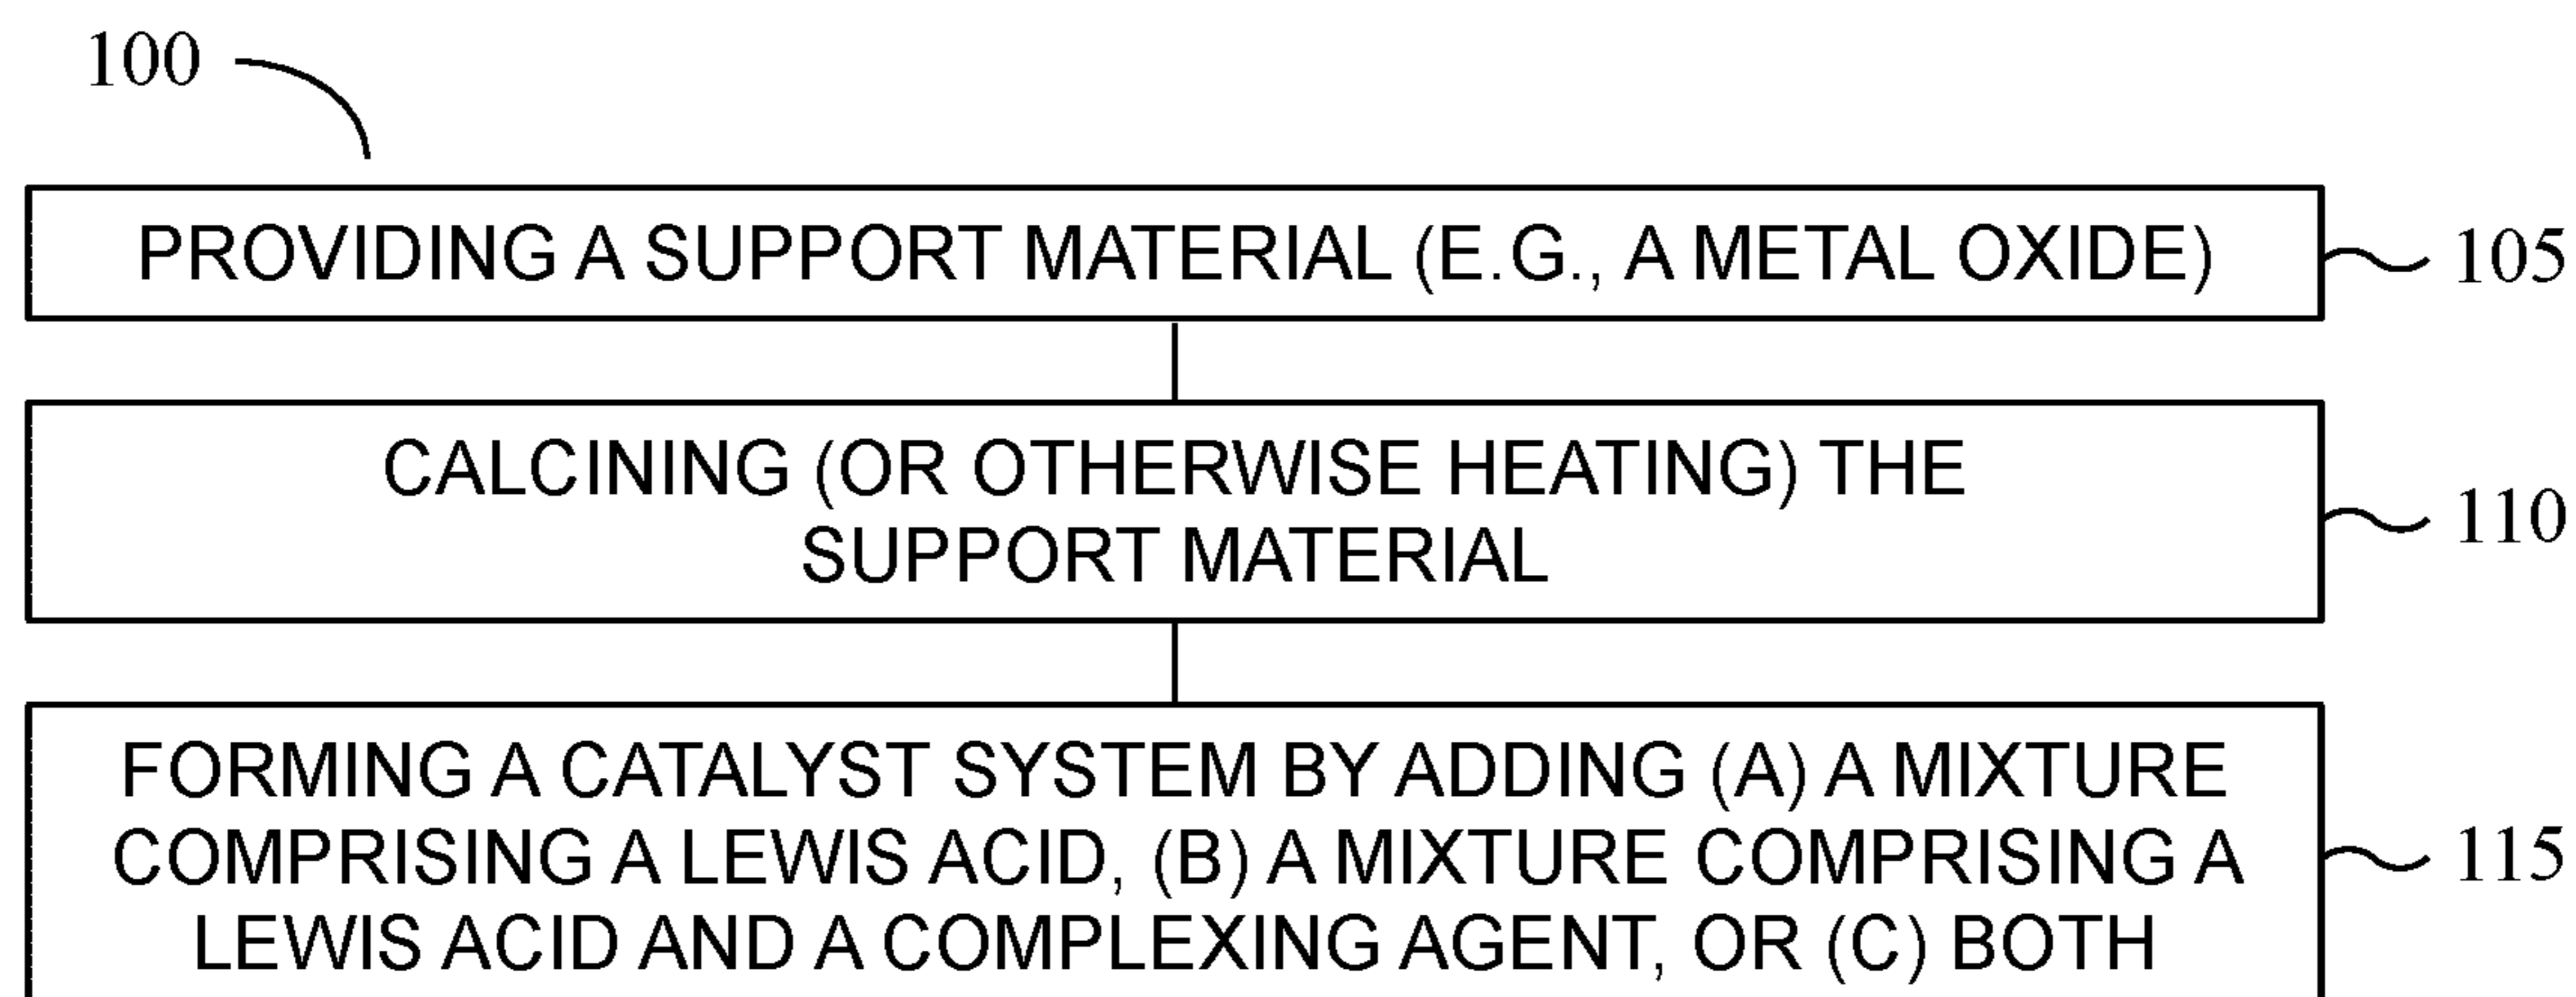 100
PROVIDING A SUPPORT MATERIAL (E.G., A METAL OXIDE)
105
CALCINING (OR OTHERWISE HEATING) THE
SUPPORT MATERIAL
110
FORMING A CATALYST SYSTEM BY ADDING (A) A MIXTURE
COMPRISING A LEWIS ACID, (B) A MIXTURE COMPRISING A
LEWIS ACID AND A COMPLEXING AGENT, OR (C) BOTH
115